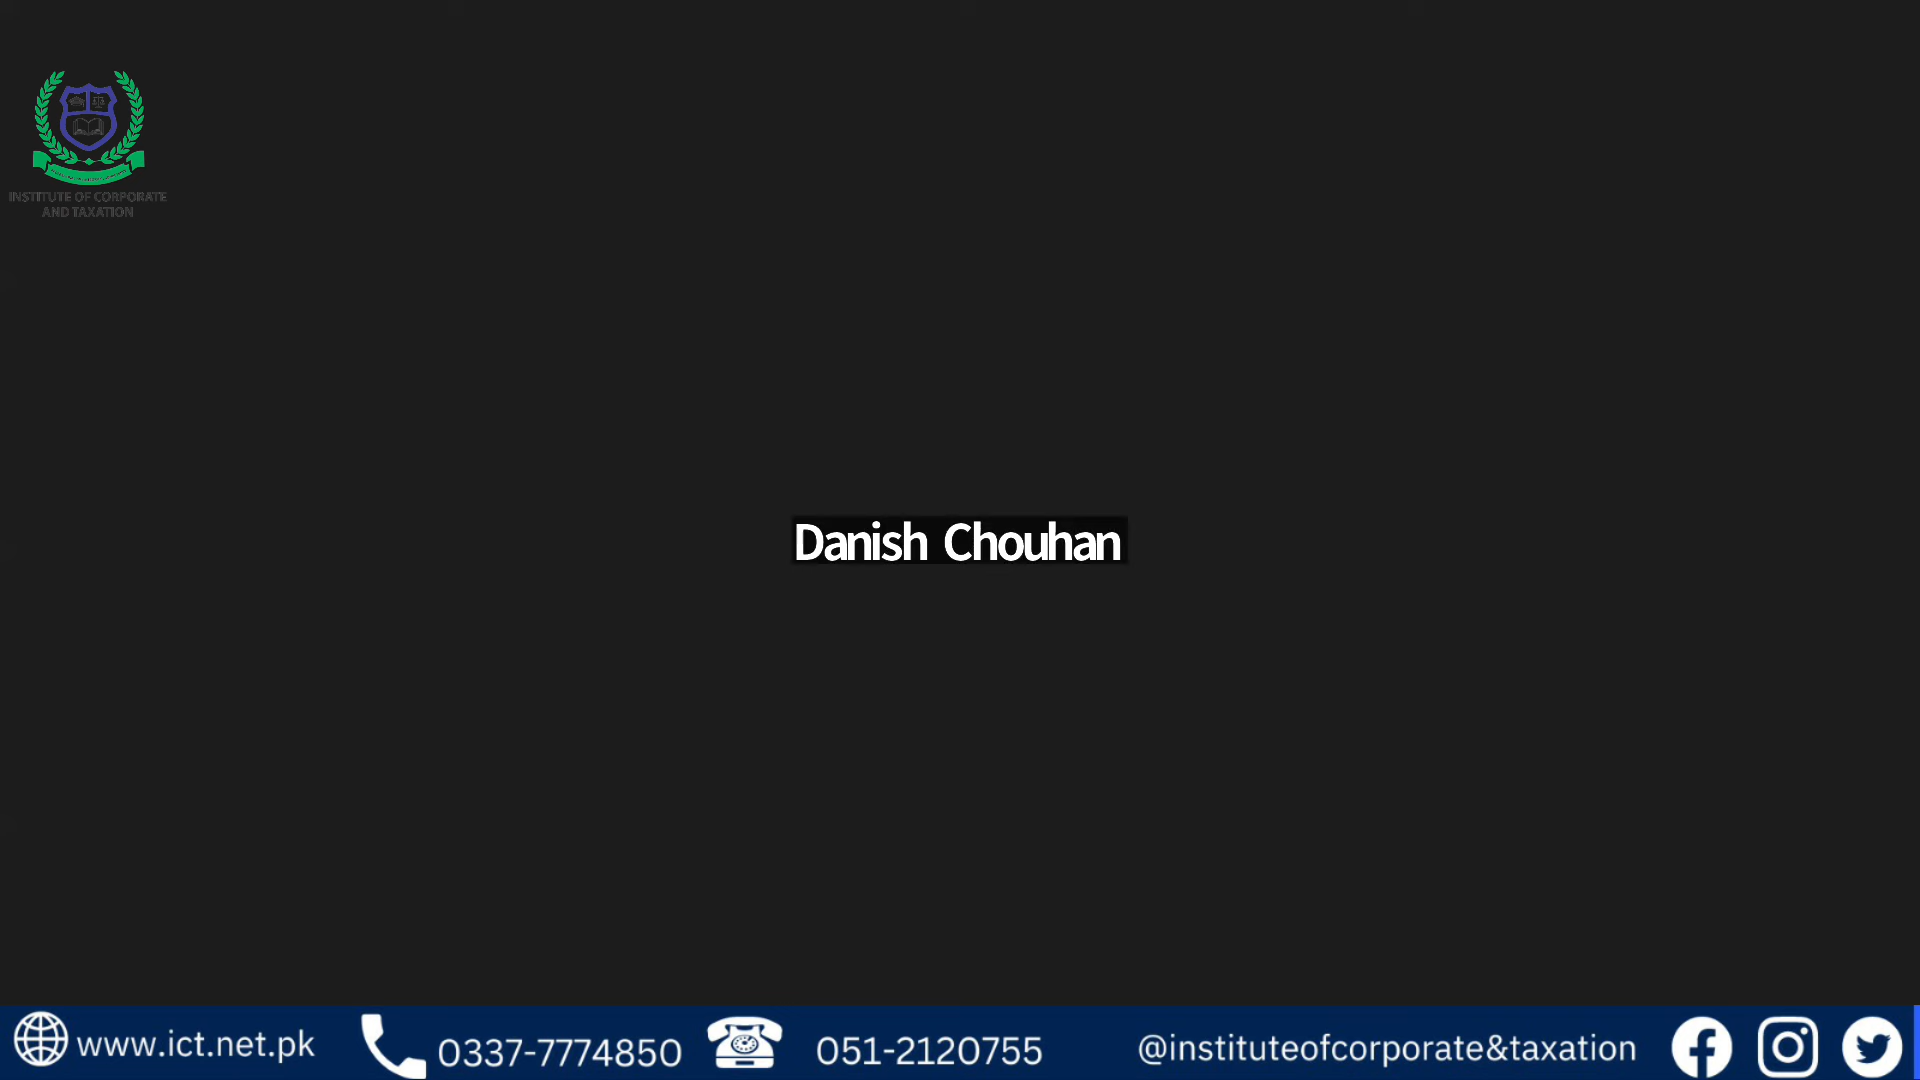 INSTITUTE OF CORPORATE
AND TAXATION
Danish Chouhan
www.ict.net.pk
0337-7774850
051-2120755
@instituteofcorporate&taxation